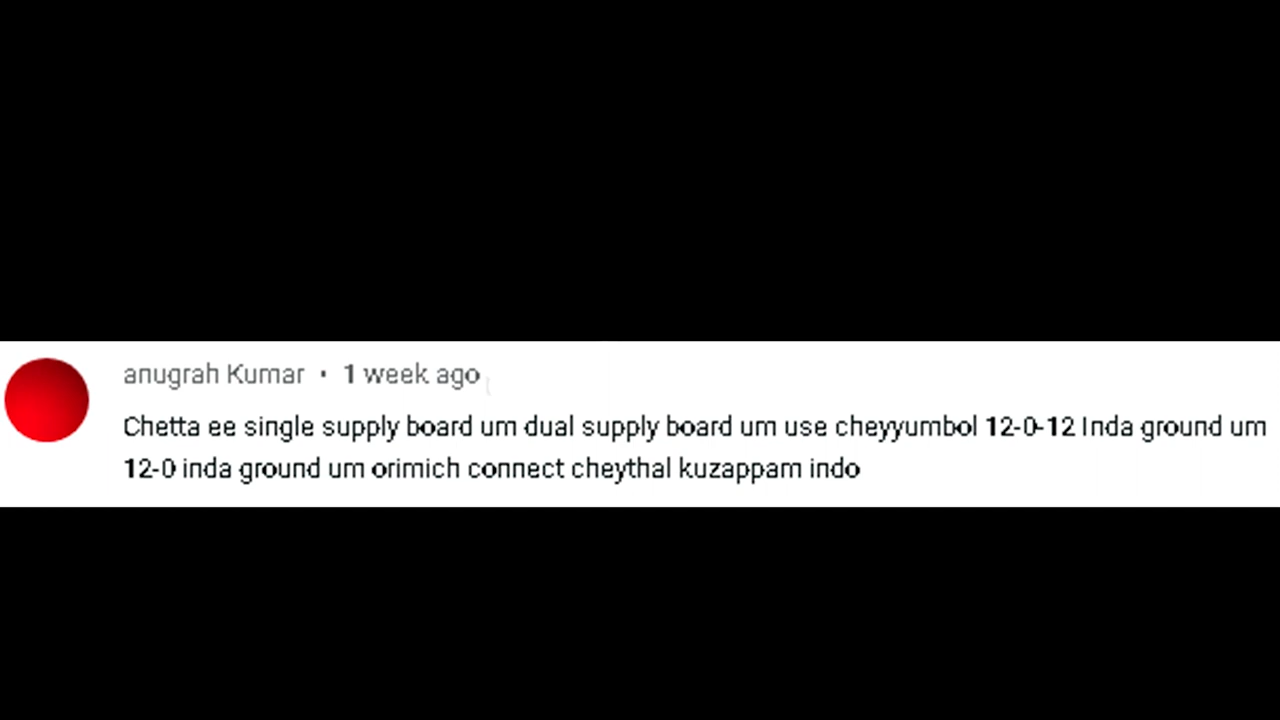 anugrah Kumar • 1 week ago
Chetta ee single supply board um dual supply board um use cheyyumbol 12-0-12 Inda ground um
12-0 inda ground um orimich connect cheythal kuzappam indo